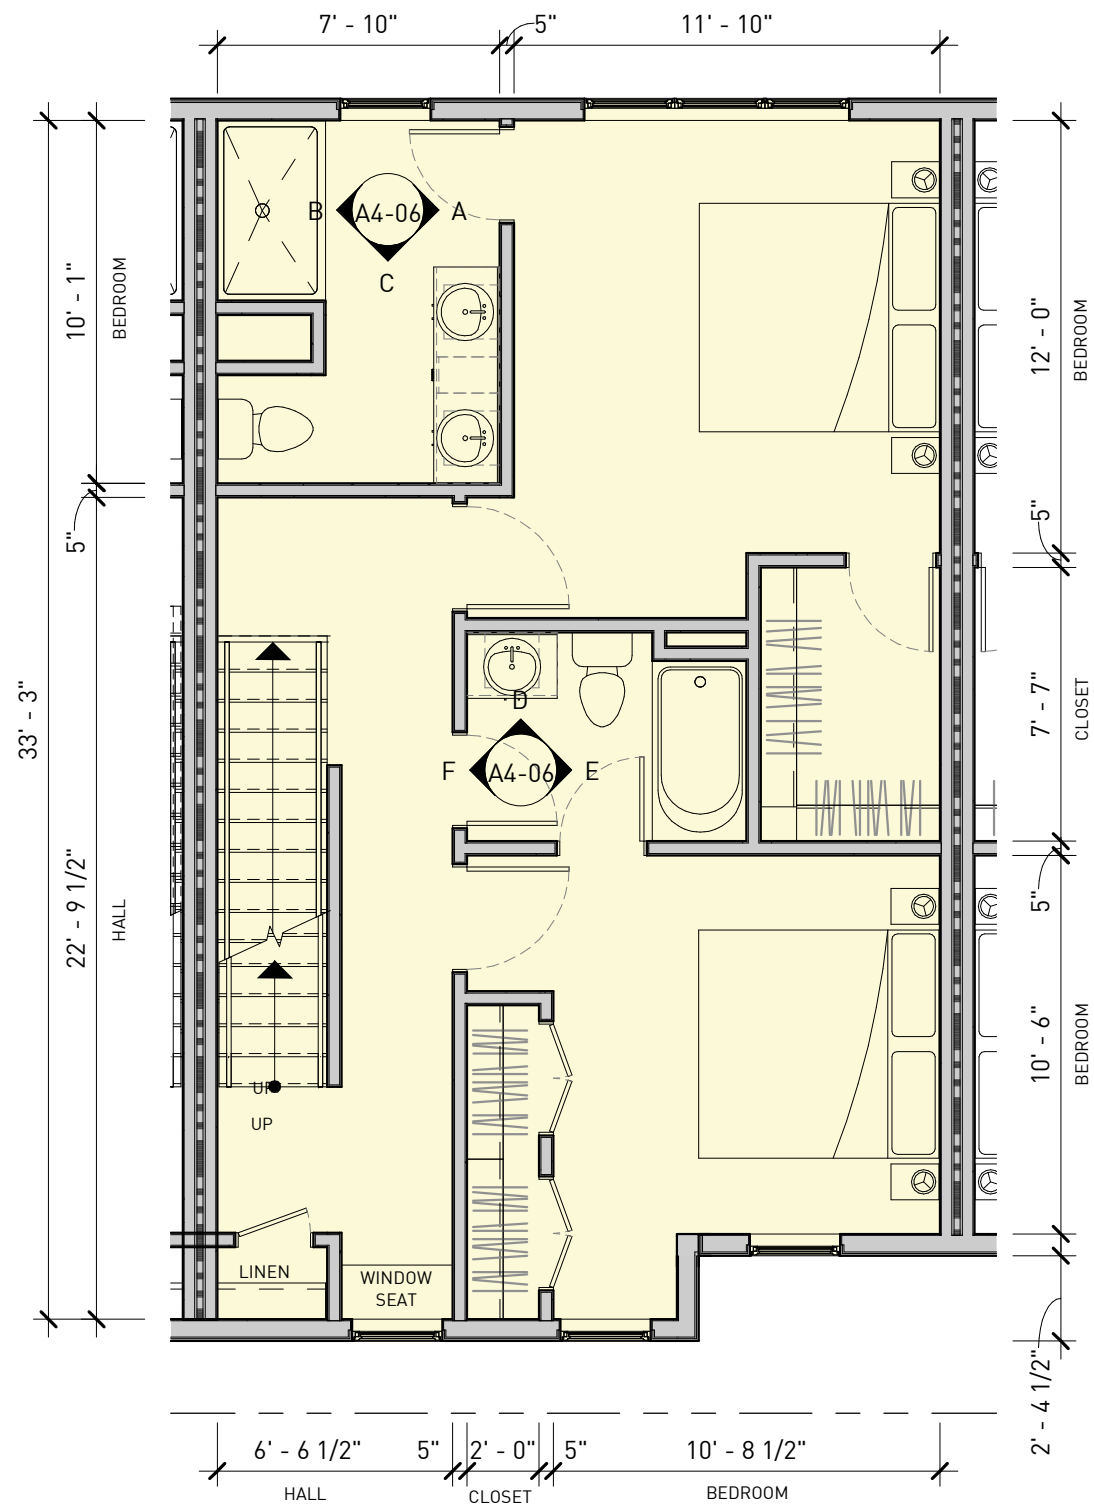 7' - 10"
5"
11' - 10"
10' - 1"
BEDROOM
5"
33' - 3"
22' - 9 1/2"
HALL
B
A4-06
A
C
D
F
A4-06
E
UP
UP
LINEN
WINDOW
SEAT
12' - 0"
BEDROOM
5"
7' - 7"
CLOSET
5"
10' - 6"
BEDROOM
2' - 4 1/2"
6' - 6 1/2"
5"
2' - 0"
5"
10' - 8 1/2"
HALL
CLOSET
BEDROOM